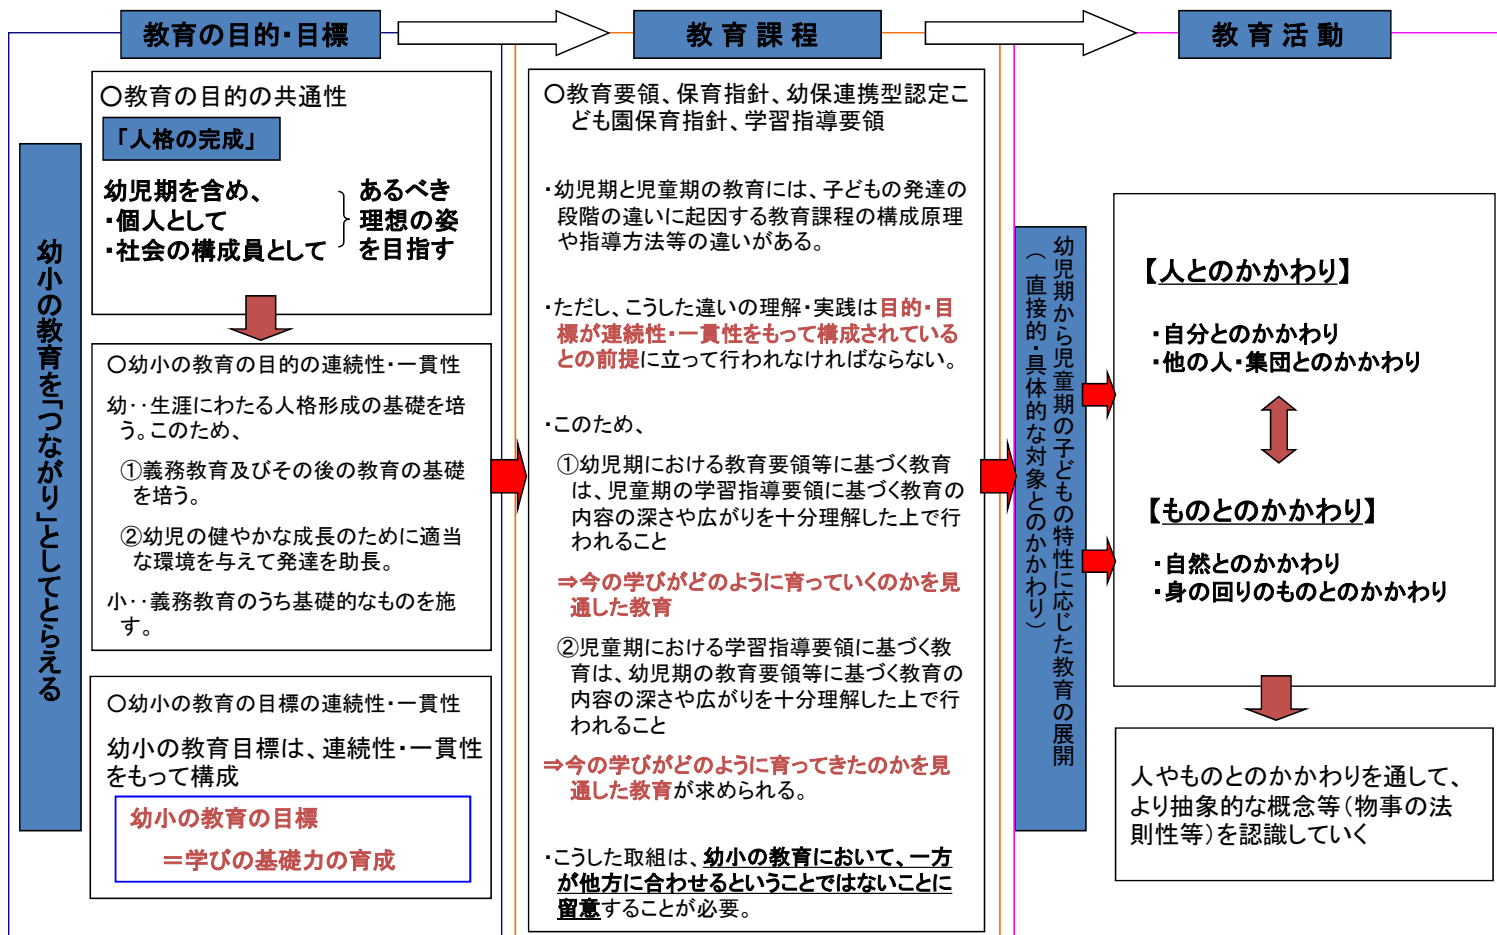 教育の目的・目標
教育課程
教育活動
幼小の教育を「つながり」としてとらえる
〇教育の目的の共通性
「人格の完成」
幼児期を含め、
・個人として
・社会の構成員として
あるべき
理想の姿
を目指す
〇幼小の教育の目的の連続性・一貫性
幼‥生涯にわたる人格形成の基礎を培
う。このため、
①義務教育及びその後の教育の基礎
を培う。
②幼児の健やかな成長のために適当
な環境を与えて発達を助長。
小‥義務教育のうち基礎的なものを施
す。
〇幼小の教育の目標の連続性・一貫性
幼小の教育目標は、連続性・一貫性
をもって構成
幼小の教育の目標
＝学びの基礎力の育成
〇教育要領、保育指針、幼保連携型認定こ
ども園保育指針、学習指導要領
・幼児期と児童期の教育には、子どもの発達の
段階の違いに起因する教育課程の構成原理
や指導方法等の違いがある。
・ただし、こうした違いの理解・実践は目的・目
標が連続性・一貫性をもって構成されている
との前提に立って行われなければならない。
・このため、
①幼児期における教育要領等に基づく教育
は、児童期の学習指導要領に基づく教育の
内容の深さや広がりを十分理解した上で行
われること
⇒今の学びがどのように育っていくのかを見
通した教育
②児童期における学習指導要領に基づく教
育は、幼児期の教育要領等に基づく教育の
内容の深さや広がりを十分理解した上で行
われること
⇒今の学びがどのように育ってきたのかを見
通した教育が求められる。
・こうした取組は、幼小の教育において、一方
が他方に合わせるということではないことに
留意することが必要。
幼児期から児童期の子どもの特性に応じた教育の展開
（直接的・具体的な対象とのかかわり）
【人とのかかわり】
・自分とのかかわり
・他の人・集団とのかかわり
【ものとのかかわり】
・自然とのかかわり
・身の回りのものとのかかわり
人やものとのかかわりを通して、
より抽象的な概念等（物事の法
則性等）を認識していく